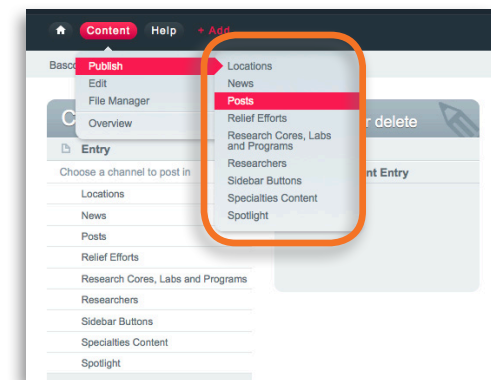 Content Help + Add
Publish
Edit
File Manager
Overview
Locations
News
Posts
Relief Efforts
Research Cores, Labs
and Programs
Researchers
Sidebar Buttons
Specialties Content
Spotlight
r delete
Entry
Choose a channel to post in
Locations
News
Posts
Relief Efforts
Research Cores, Labs and Programs
Researchers
Sidebar Buttons
Specialties Content
Spotlight
Entry